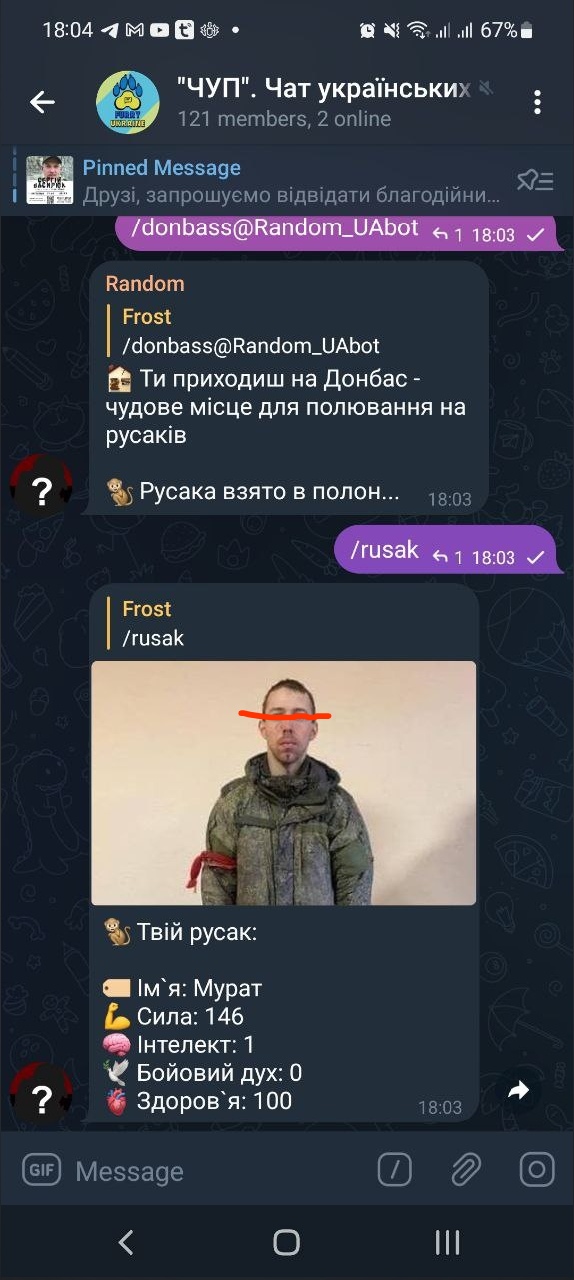 18:04
67%
"ЧУП". Чат українських
121 members, 2 online
FURRY
UKRAINE
Pinned Message
Друзі, запрошуємо відвідати благодійни...
/donbass@Random_UAbot
1 18:03
Random
Frost
/donbass@Random_UAbot
Ти приходиш на Донбас -
чудове місце для полювання на
русаків
Русака взято в полон...
18:03
/rusak 1 18:03
Frost
/rusak
Твій русак:
Ім`я: Мурат
Сила: 146
Інтелект: 1
Бойовий дух: 0
Здоров`я: 100
18:03
GIF Message